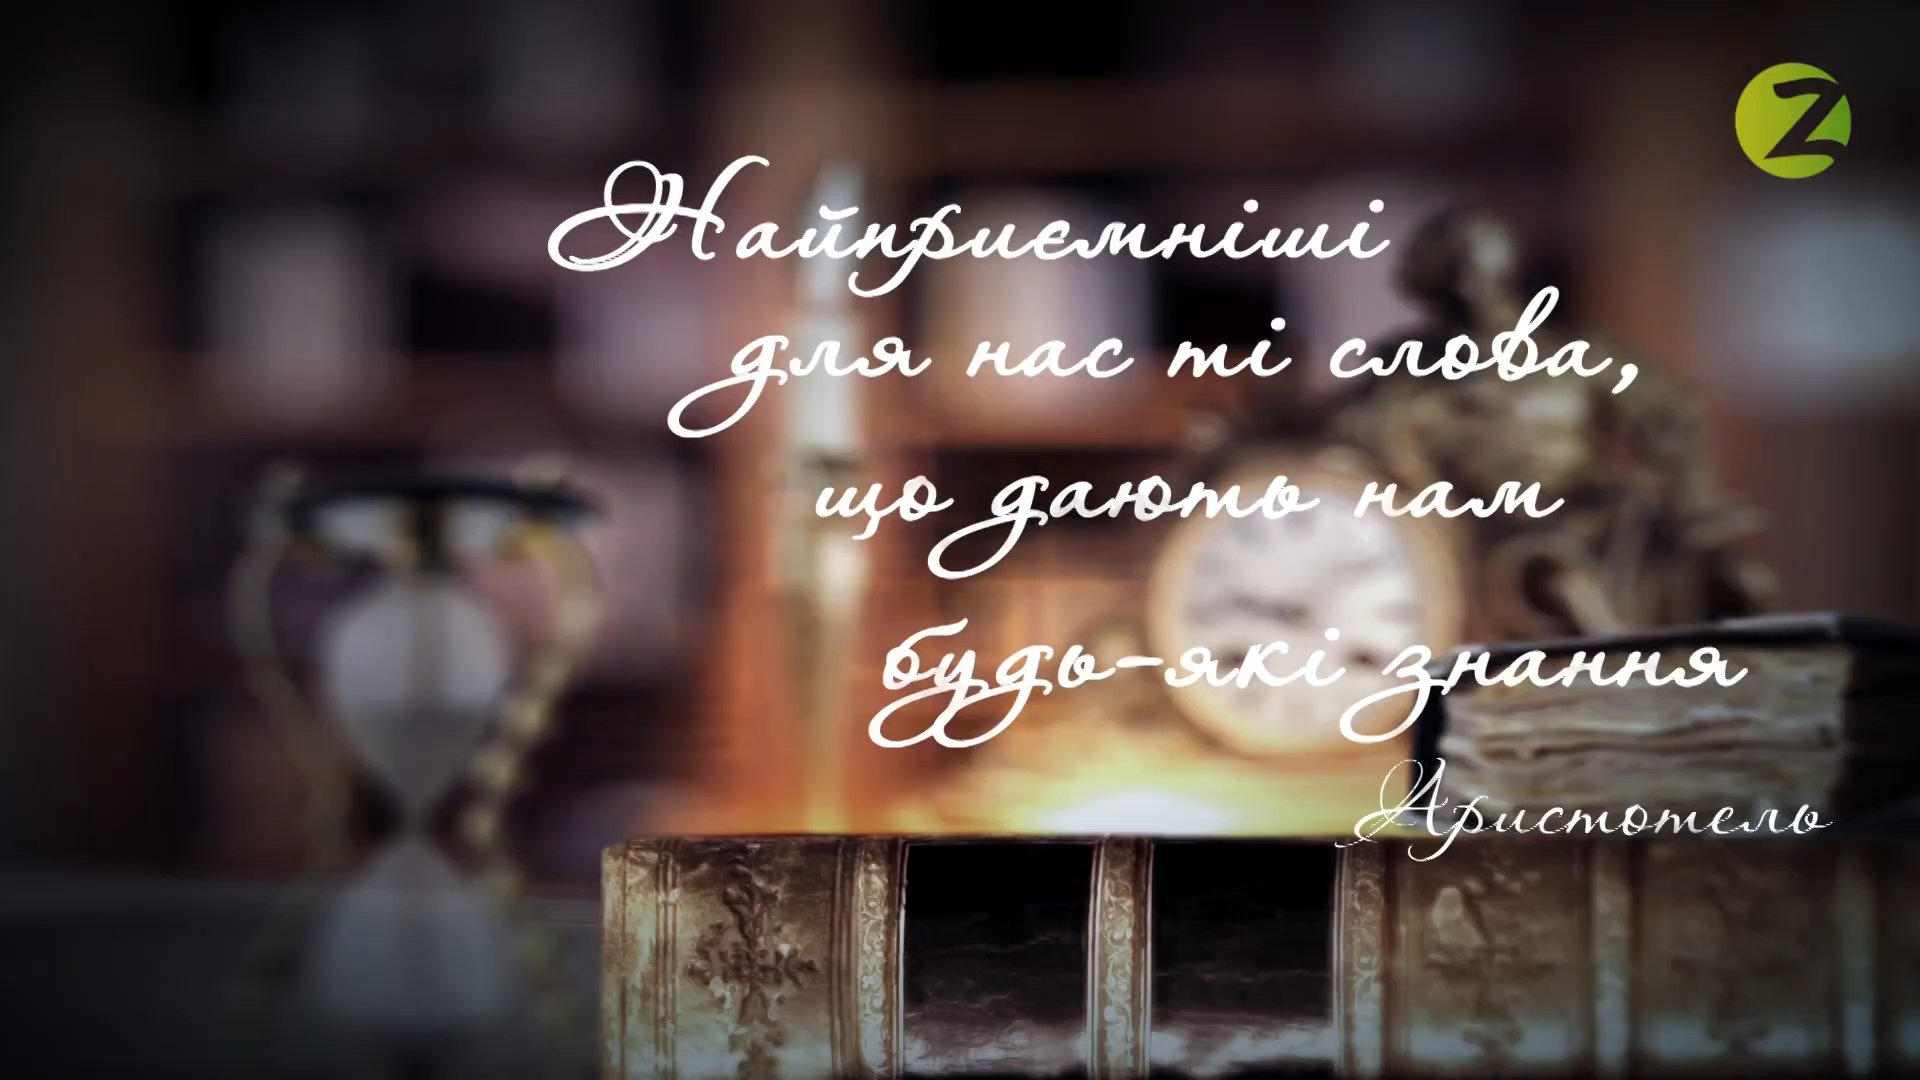 Найприємніші
для нас ті слова,
що дають нам
будь-які знання
Аристотель
Z